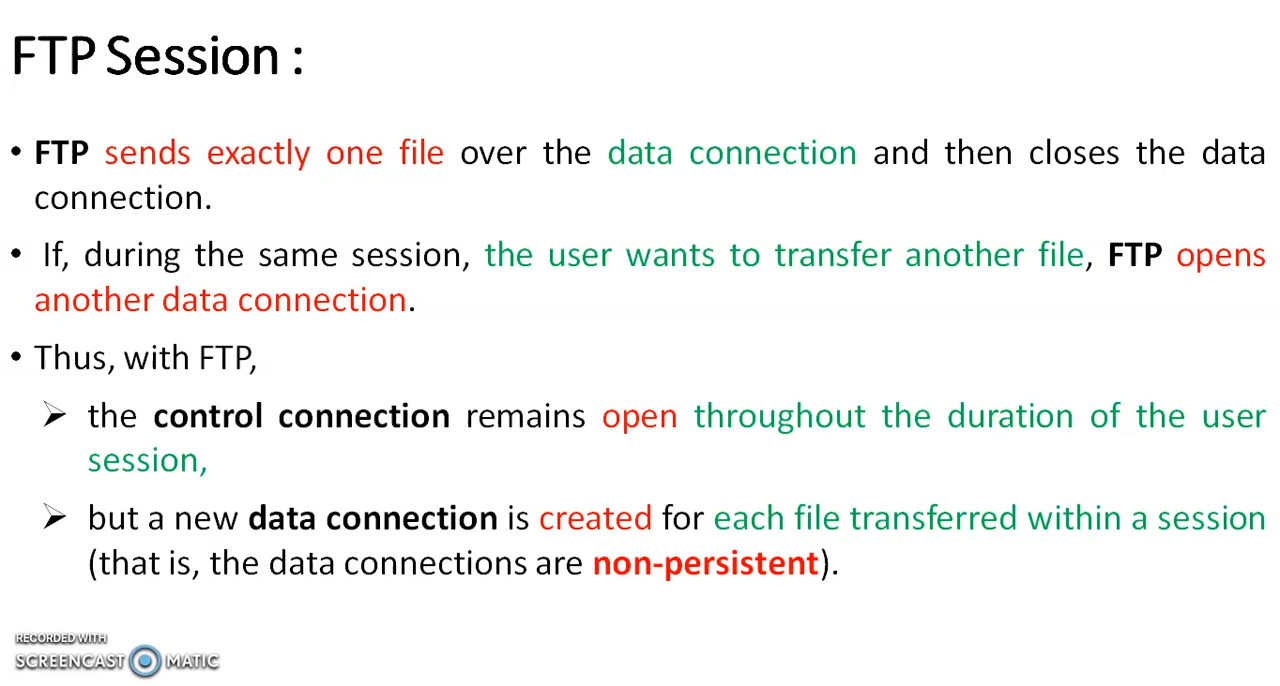 FTP Session :
• FTP sends exactly one file over the data connection and then closes the data
connection.
• If, during the same session, the user wants to transfer another file, FTP opens
another data connection.
• Thus, with FTP,
➢ the control connection remains open throughout the duration of the user
session,
➢ but a new data connection is created for each file transferred within a session
(that is, the data connections are non-persistent).
RECORDED WITH
SCREENCAST MATIC